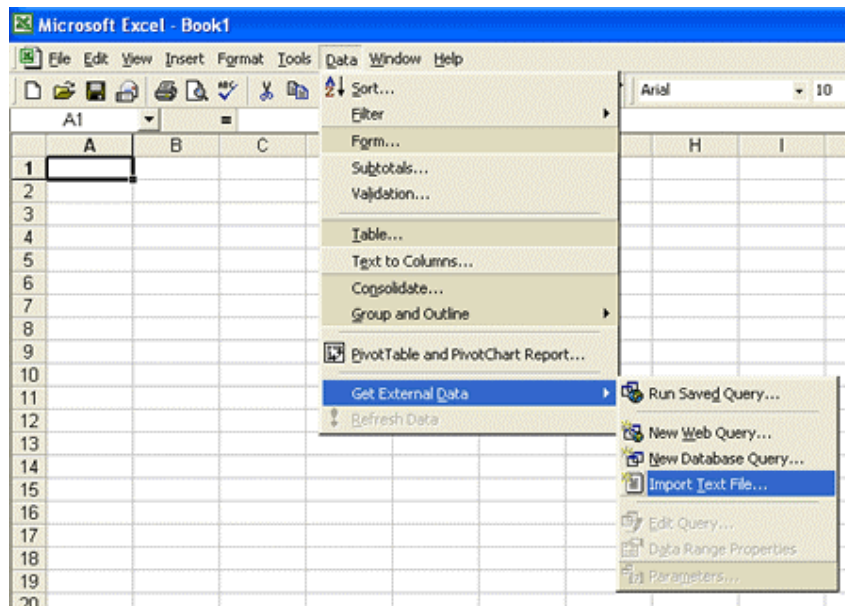 Microsoft Excel - Book1
File Edit View Insert Format Tools Data Window Help
Arial 10
A1 =
A B C H I
Sort...
Filter
Form...
Subtotals...
Validation...
Table...
Text to Columns...
Consolidate...
Group and Outline
PivotTable and PivotChart Report...
Get External Data
Refresh Data
Run Saved Query...
New Web Query...
New Database Query...
Import Text File...
Edit Query...
Data Range Properties
Parameters...
1
2
3
4
5
6
7
8
9
10
11
12
13
14
15
16
17
18
19
20